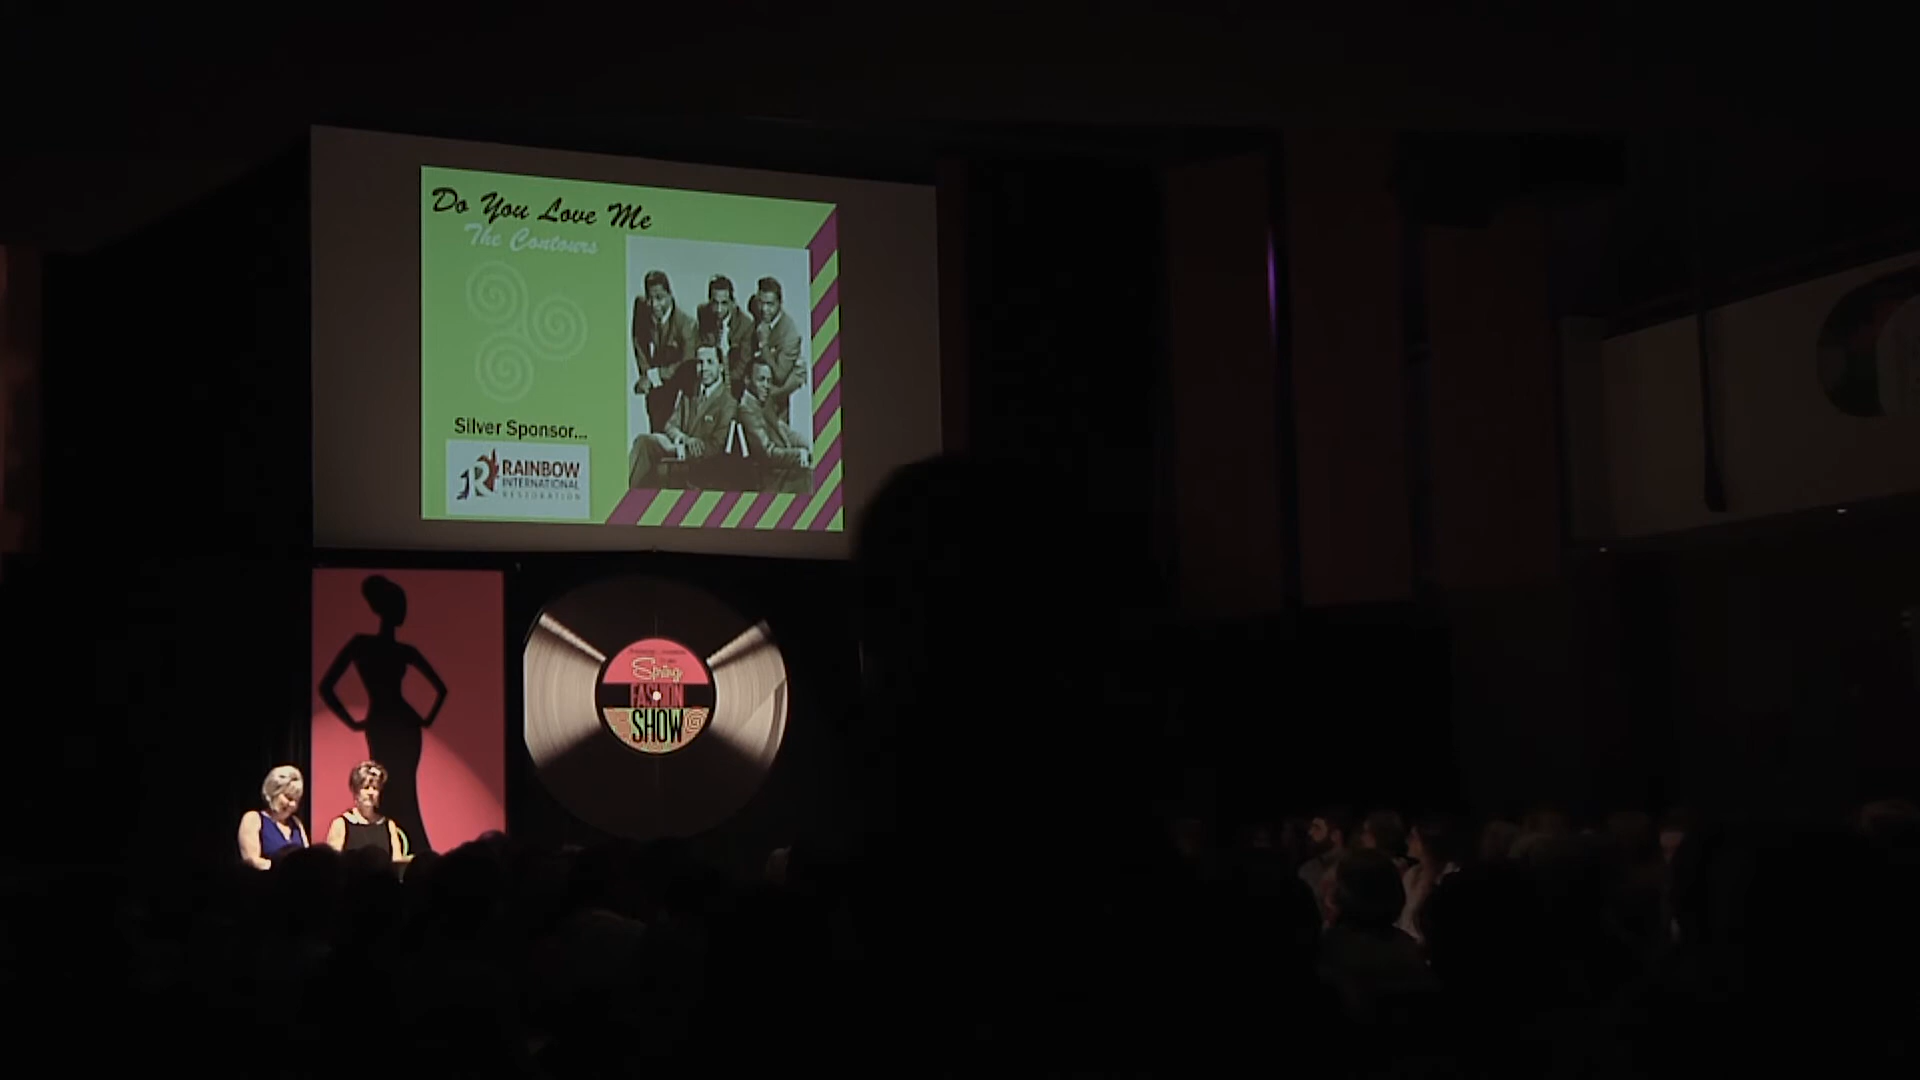 Do You Love Me
The Contours
Silver Sponsor...
R RAINBOW
INTERNATIONAL
RESTORATION
Spring
FASHION
SHOW